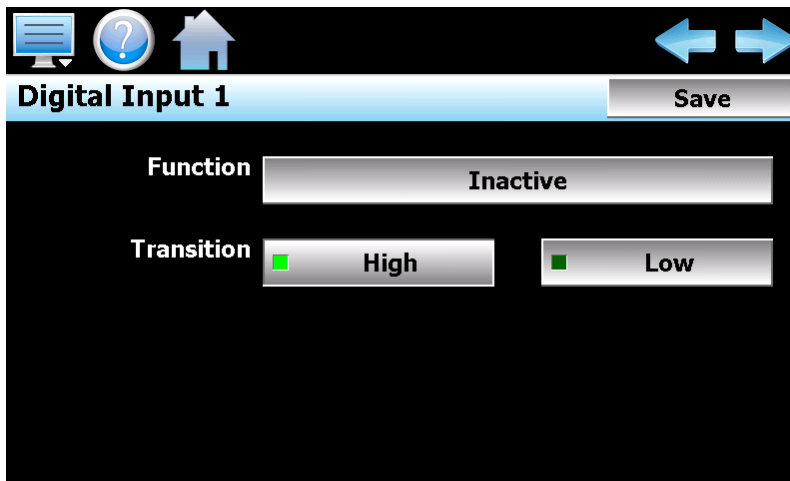 ?
Digital Input 1 Save
Function Inactive
Transition High Low